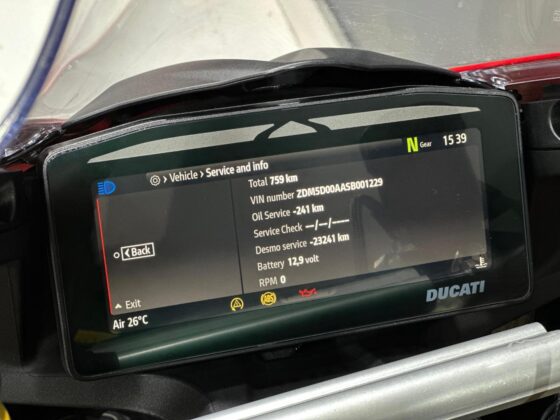 Vehicle > Service and info
N Gear 15 39
Total 759 km
VIN number ZDM5D00AASB001229
Oil Service -241 km
Service Check --/--/----
Desmo service -23241 km
Battery 12,9 volt
RPM 0
< Back
Exit
Air 26°C
ABS
DUCATI